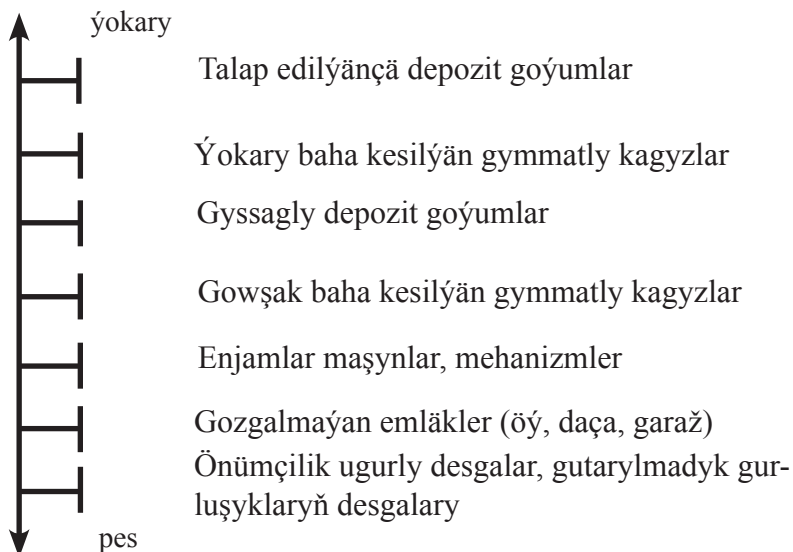 ýokary
Talap edilýänçä depozit goýumlar
Ýokary baha kesilýän gymmatly kagyzlar
Gyssagly depozit goýumlar
Gowşak baha kesilýän gymmatly kagyzlar
Enjamlar maşynlar, mehanizmler
Gozgalmaýan emläkler (öý, daça, garaž)
Önümçilik ugurly desgalar, gutarylmadyk gur-
luşyklaryň desgalary
pes